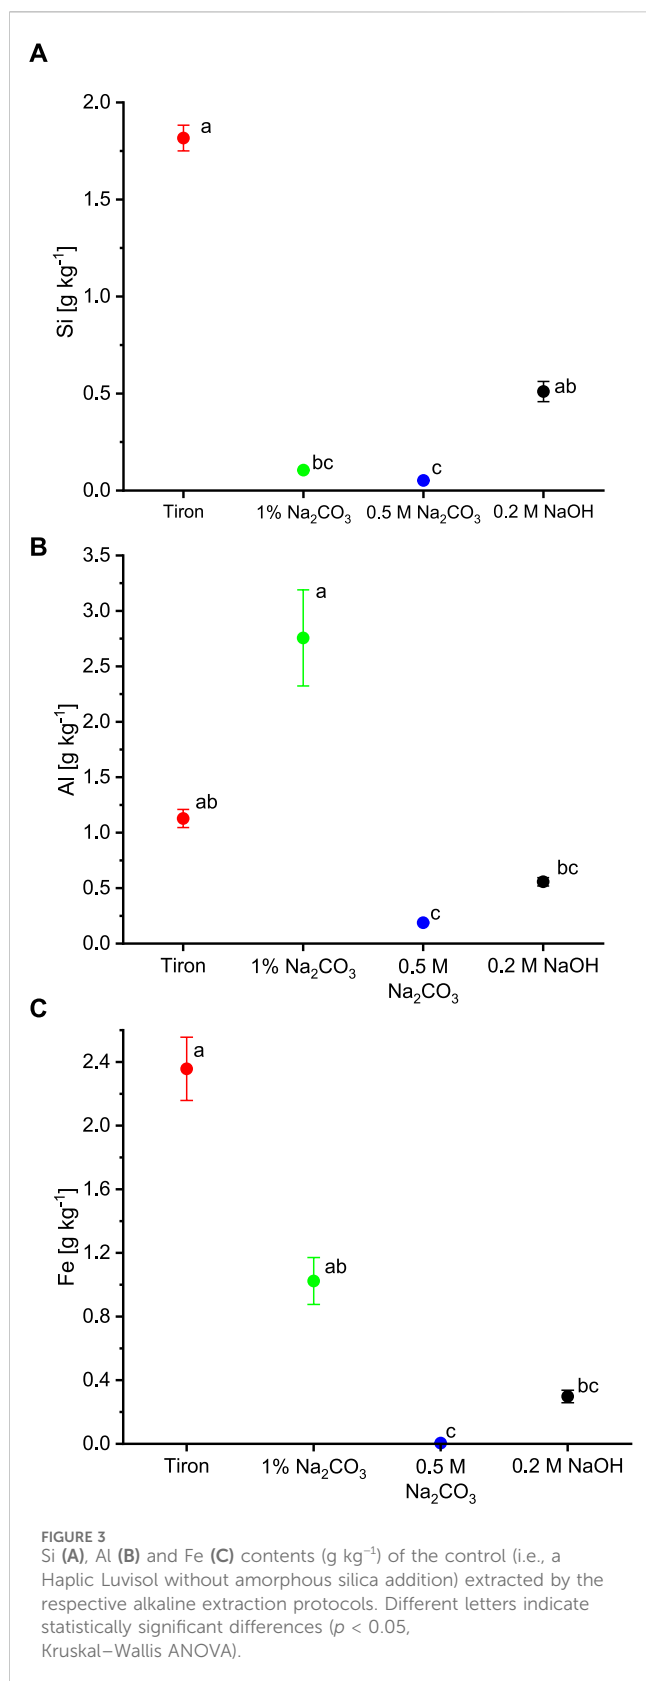 A
2.0
a
1.5
Si [g kg⁻¹]
1.0
0.5
ab
bc
c
0.0
Tiron 1% Na₂CO₃ 0.5 M Na₂CO₃ 0.2 M NaOH
B
3.5
a
3.0
2.5
Al [g kg⁻¹]
2.0
1.5
ab
1.0
bc
0.5
c
0.0
Tiron 1% Na₂CO₃ 0.5 M 0.2 M NaOH
Na₂CO₃
C
2.4
a
2.0
Fe [g kg⁻¹]
1.6
1.2
ab
0.8
0.4
bc
c
0.0
Tiron 1% Na₂CO₃ 0.5 M 0.2 M NaOH
Na₂CO₃
FIGURE 3
Si (A), Al (B) and Fe (C) contents (g kg⁻¹) of the control (i.e., a
Haplic Luvisol without amorphous silica addition) extracted by the
respective alkaline extraction protocols. Different letters indicate
statistically significant differences (p < 0.05,
Kruskal–Wallis ANOVA).